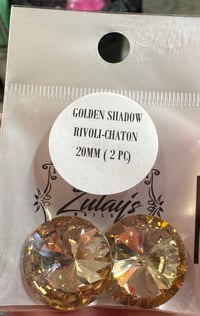 GOLDEN SHADOW
RIVOLI-CHATON
20MM ( 2 PC)
Zulay's